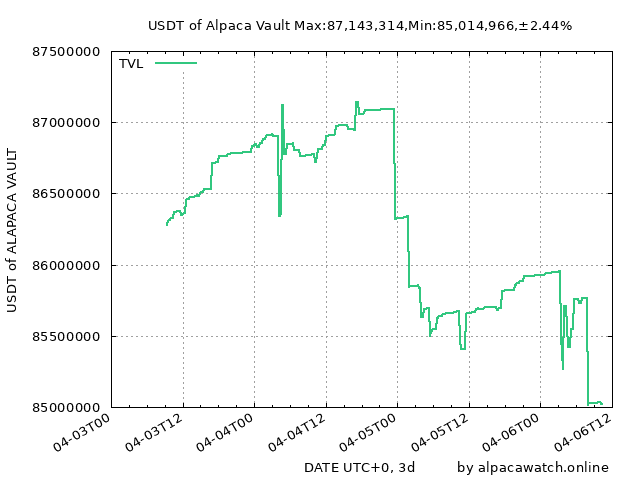 USDT of Alpaca Vault Max:87,143,314,Min:85,014,966,±2.44%
87500000
TVL
87000000
86500000
86000000
85500000
85000000
USDT of ALAPACA VAULT
04-03T00
04-03T12
04-04T00
04-04T12
04-05T00
04-05T12
04-06T00
04-06T12
DATE UTC+0, 3d
by alpacawatch.online